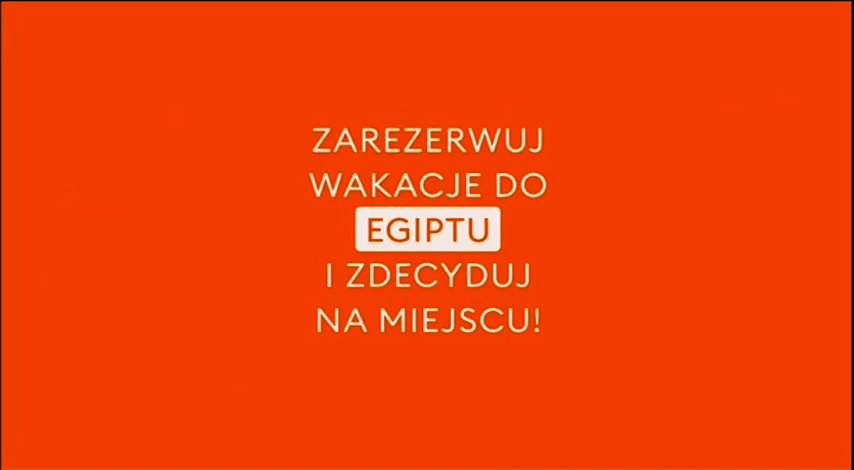 ZAREZERWUJ
WAKACJE DO
EGIPTU
I ZDECYDUJ
NA MIEJSCU!